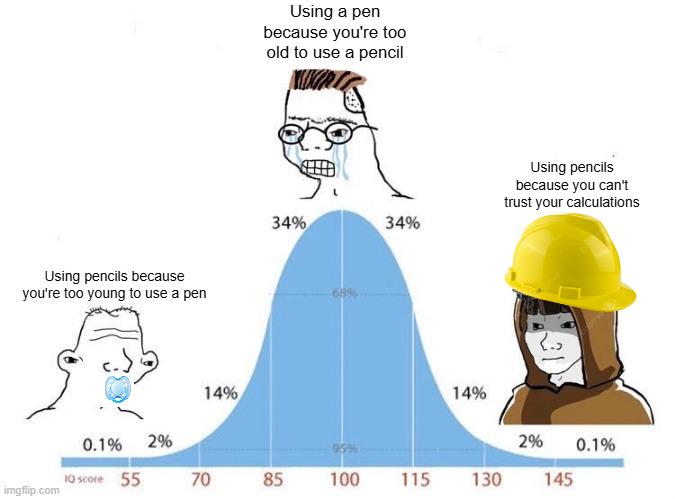 Using a pen
because you're too
old to use a pencil
Using pencils
because you can't
trust your calculations
34%
34%
68%
Using pencils because
you're too young to use a pen
14%
14%
0.1%
2%
95%
2%
0.1%
IQ score
55
70
85
100
115
130
145
imgflip.com